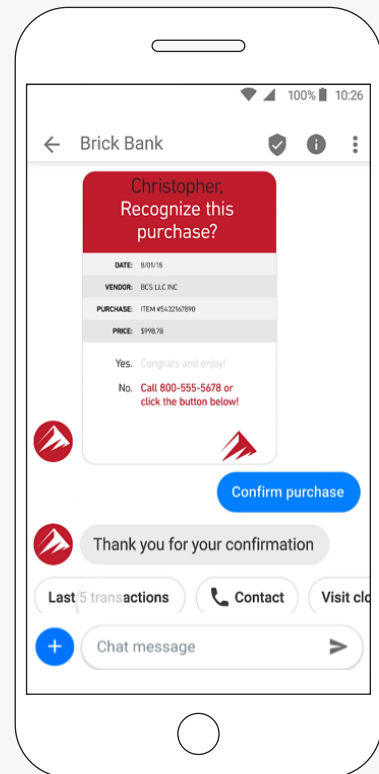 100% 10:26
Brick Bank
Christopher,
Recognize this
purchase?
DATE: 8/01/18
VENDOR: BCS LLC INC
PURCHASE: ITEM #5432167890
PRICE: $998.78
Yes. Congrats and enjoy!
No. Call 800-555-5678 or
click the button below!
Confirm purchase
Thank you for your confirmation
Last 5 transactions Contact Visit clo
Chat message